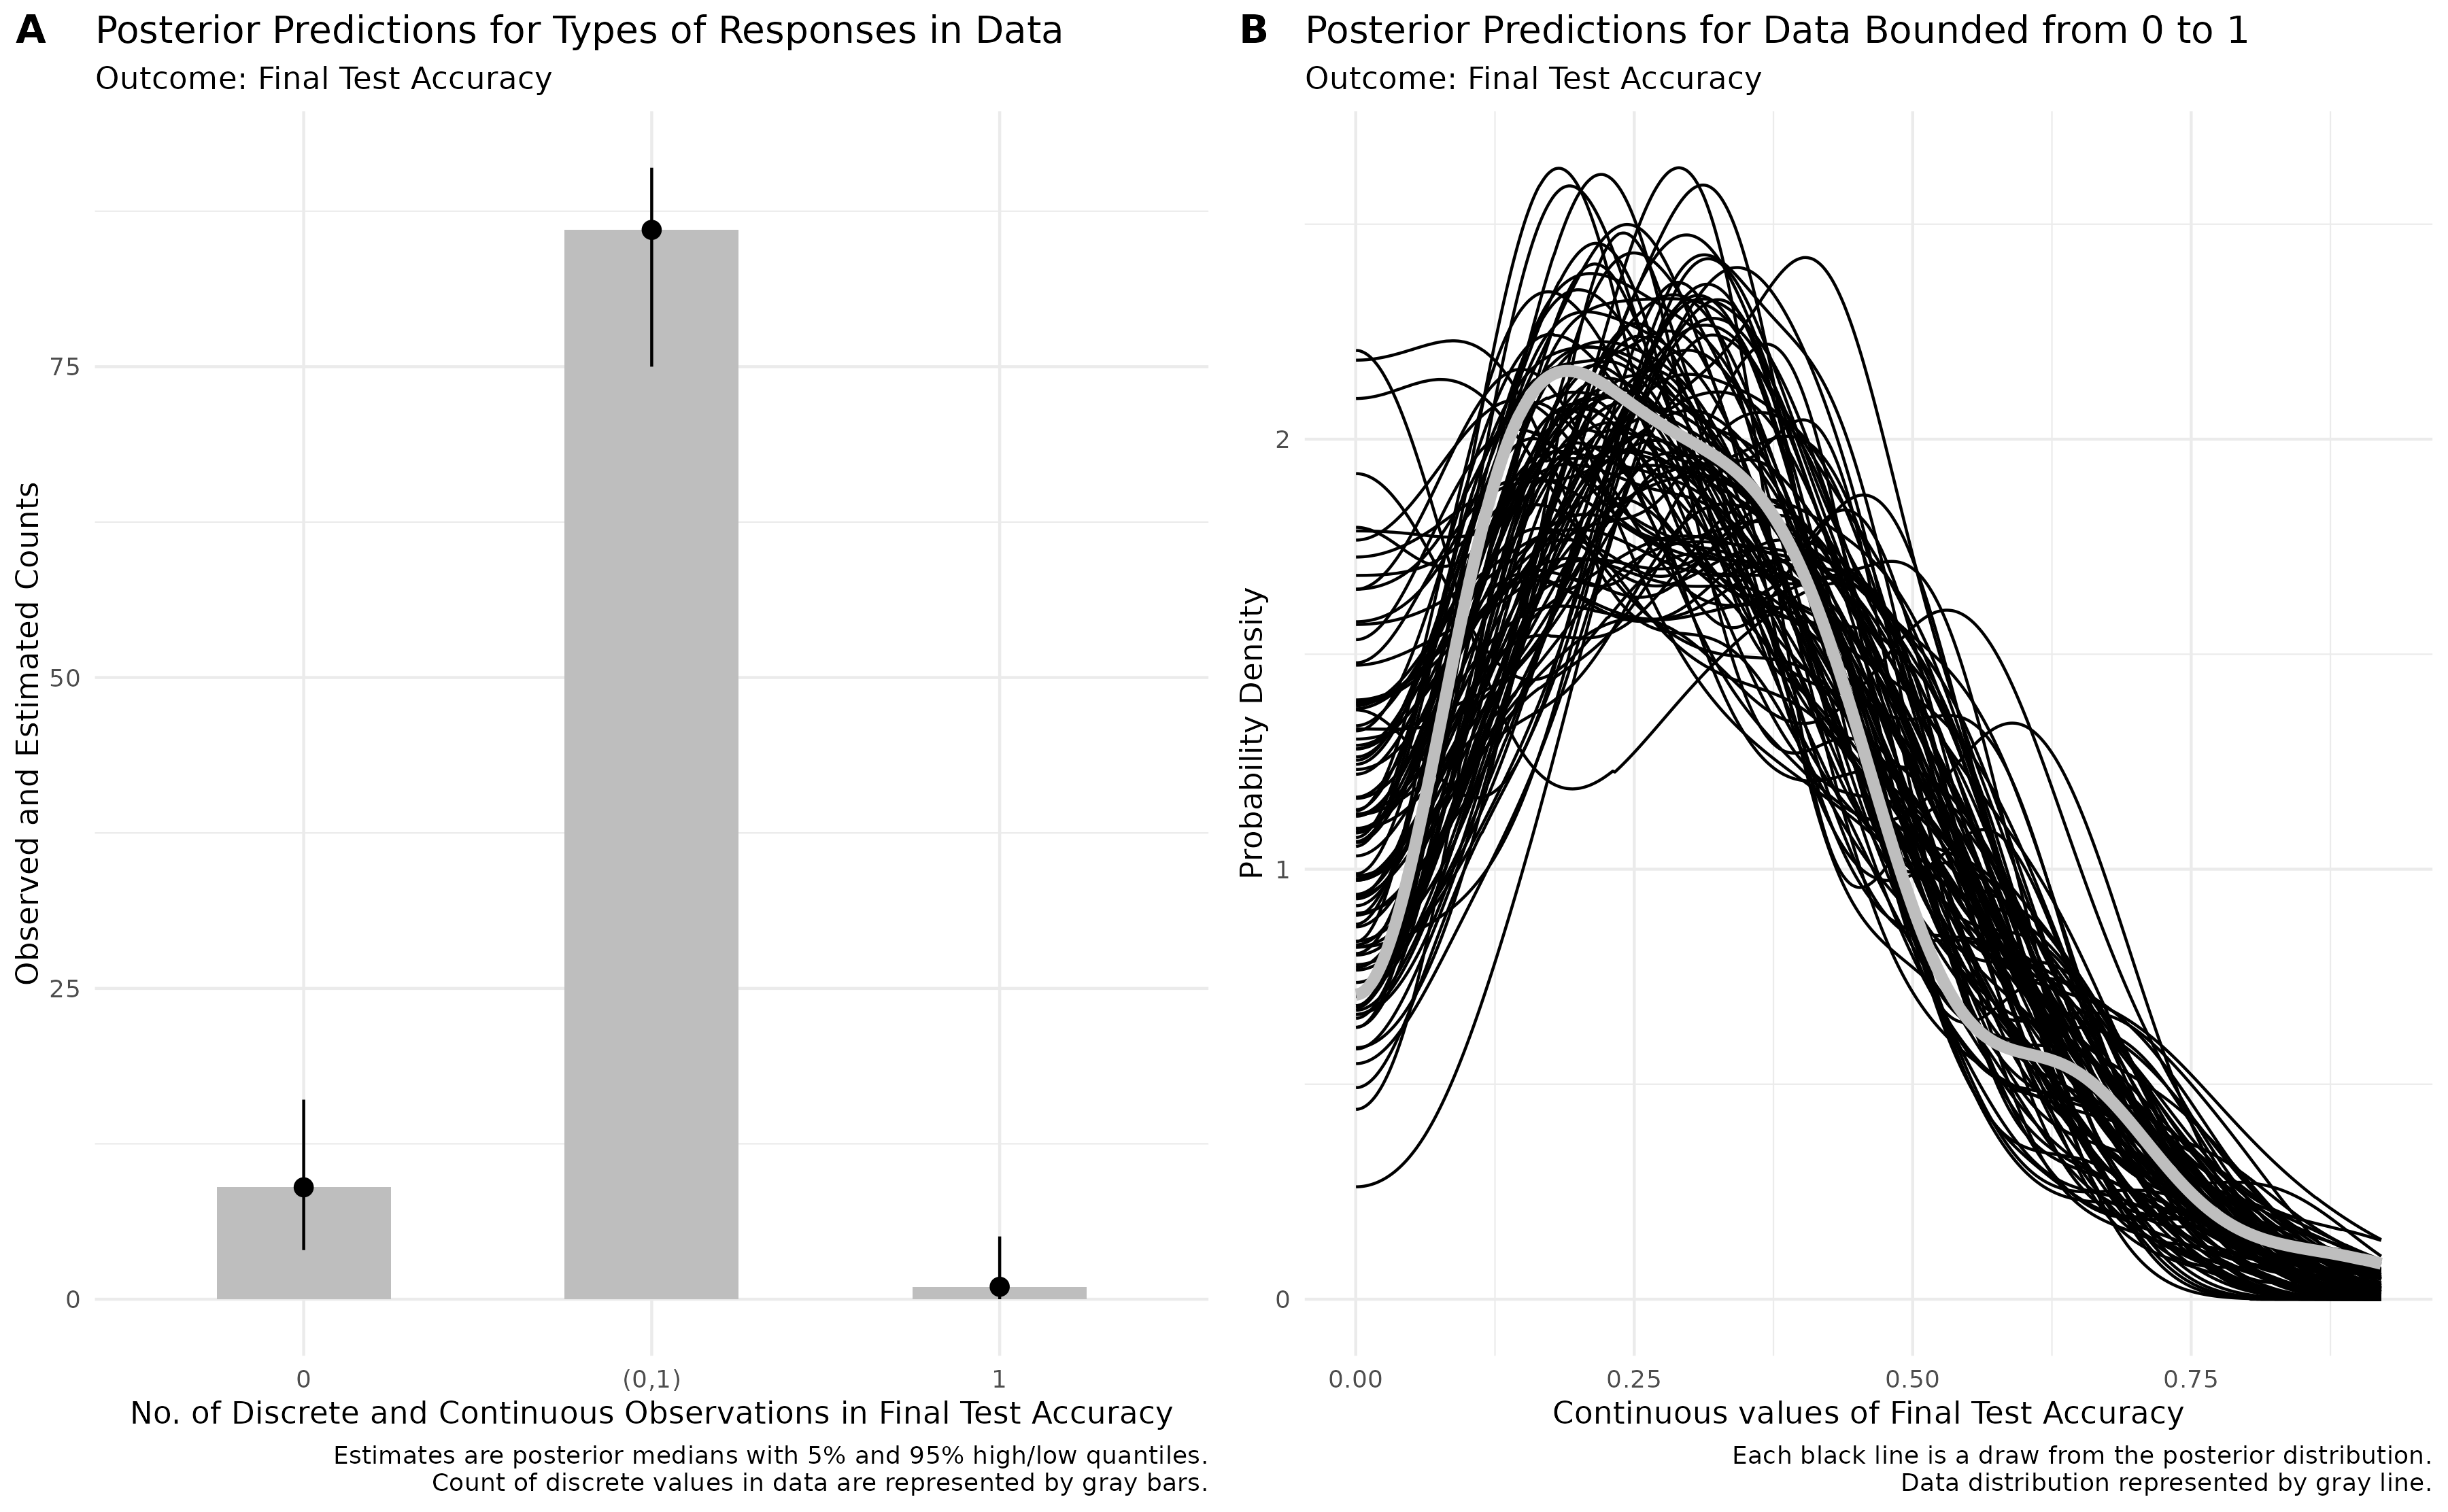 A
Posterior Predictions for Types of Responses in Data
Outcome: Final Test Accuracy
Observed and Estimated Counts
75
50
25
0
0
(0,1)
1
No. of Discrete and Continuous Observations in Final Test Accuracy
Estimates are posterior medians with 5% and 95% high/low quantiles.
Count of discrete values in data are represented by gray bars.
B
Posterior Predictions for Data Bounded from 0 to 1
Outcome: Final Test Accuracy
Probability Density
2
1
0
0.00
0.25
0.50
0.75
Continuous values of Final Test Accuracy
Each black line is a draw from the posterior distribution.
Data distribution represented by gray line.